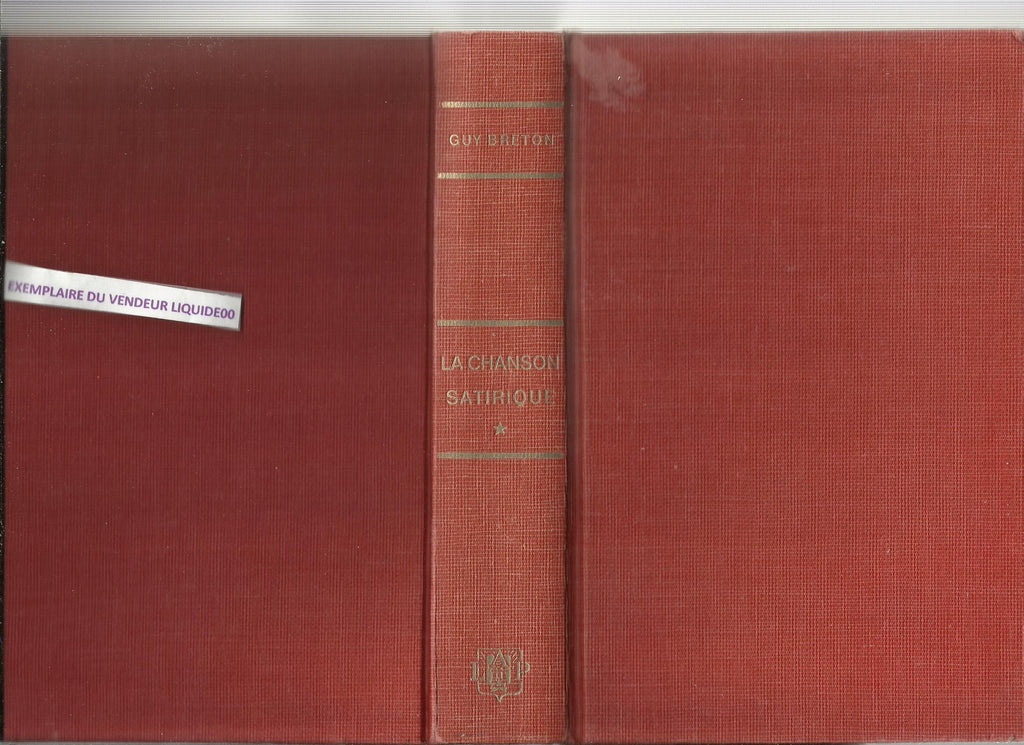 EXEMPLAIRE DU VENDEUR LIQUIDE00
GUY BRETON
LA CHANSON
SATIRIQUE
L P